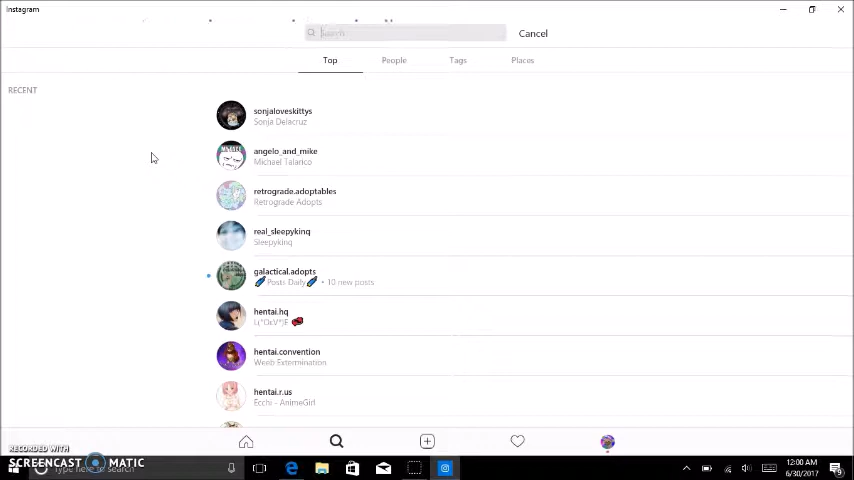 Instagram
Search
Cancel
Top
People
Tags
Places
RECENT
sonjaloveskittys
Sonja Delacruz
angelo_and_mike
Michael Talarico
retrograde.adoptables
Retrograde Adopts
real_sleepykinq
Sleepykinq
galactical.adopts
Posts Daily • 10 new posts
hentai.hq
hentai.convention
Weeb Extermination
hentai.r.us
Ecchi - AnimeGirl
RECORDED WITH
SCREENCAST MATIC
Type here to search
12:00 AM
6/30/2017